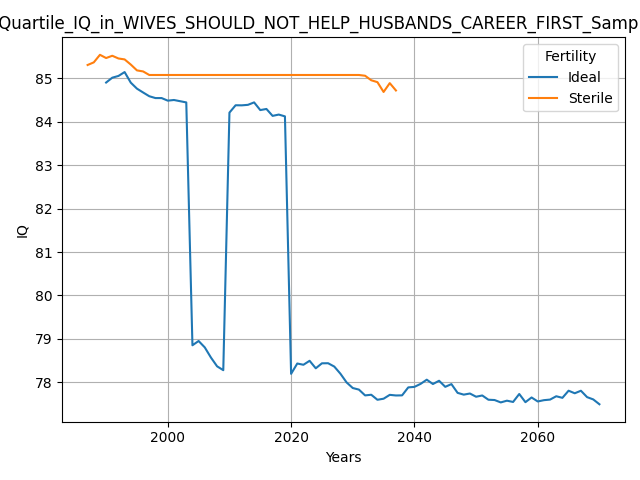 Quartile_IQ_in_WIVES_SHOULD_NOT_HELP_HUSBANDS_CAREER_FIRST_Samp
Fertility
Ideal
Sterile
IQ
85
84
83
82
81
80
79
78
2000
2020
2040
2060
Years